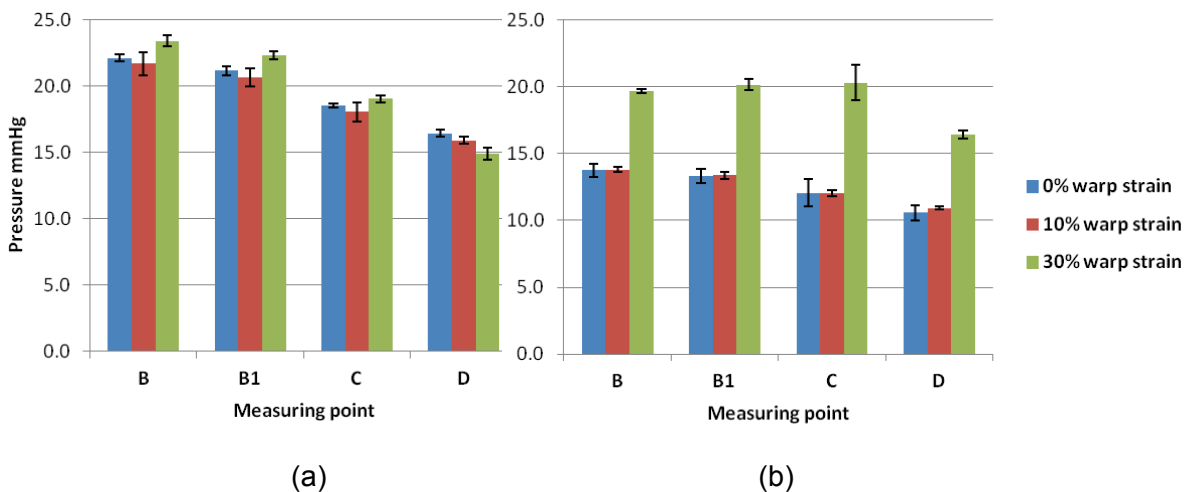 25.0
20.0
15.0
10.0
5.0
0.0
Pressure mmHg
B B1 C D
Measuring point
(a)
25.0
20.0
15.0
10.0
5.0
0.0
B B1 C D
Measuring point
(b)
0% warp strain
10% warp strain
30% warp strain